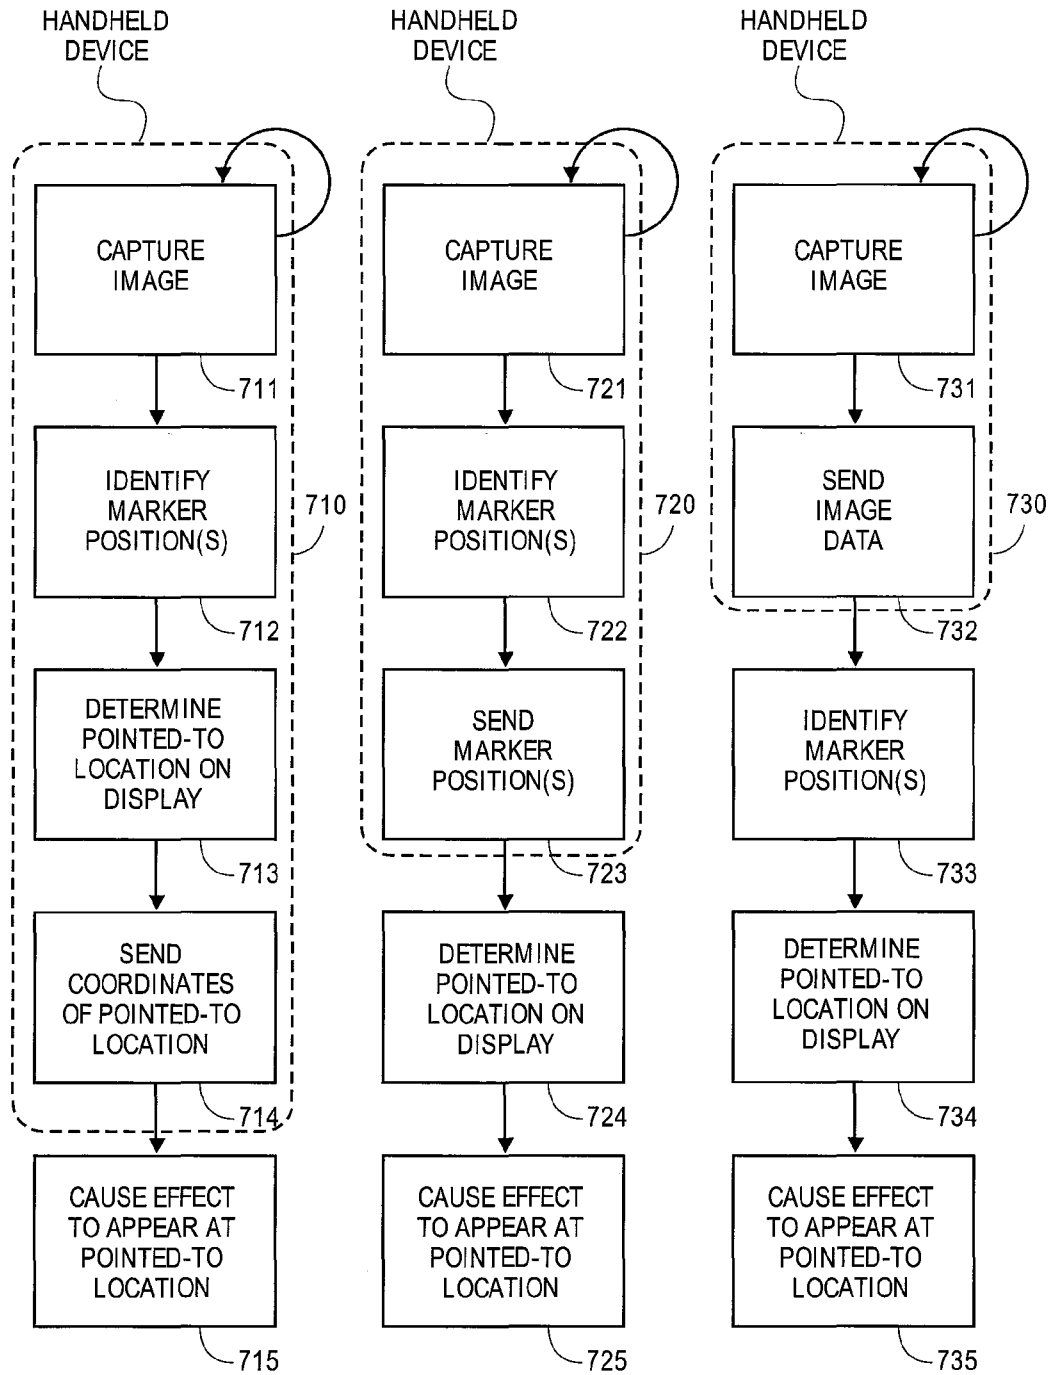 HANDHELD
DEVICE
CAPTURE
IMAGE
711
IDENTIFY
MARKER
POSITION(S)
712
710
DETERMINE
POINTED-TO
LOCATION ON
DISPLAY
713
SEND
COORDINATES
OF POINTED-TO
LOCATION
714
CAUSE EFFECT
TO APPEAR AT
POINTED-TO
LOCATION
715
HANDHELD
DEVICE
CAPTURE
IMAGE
721
IDENTIFY
MARKER
POSITION(S)
722
720
SEND
MARKER
POSITION(S)
723
DETERMINE
POINTED-TO
LOCATION ON
DISPLAY
724
CAUSE EFFECT
TO APPEAR AT
POINTED-TO
LOCATION
725
HANDHELD
DEVICE
CAPTURE
IMAGE
731
SEND
IMAGE
DATA
730
732
IDENTIFY
MARKER
POSITION(S)
733
DETERMINE
POINTED-TO
LOCATION ON
DISPLAY
734
CAUSE EFFECT
TO APPEAR AT
POINTED-TO
LOCATION
735